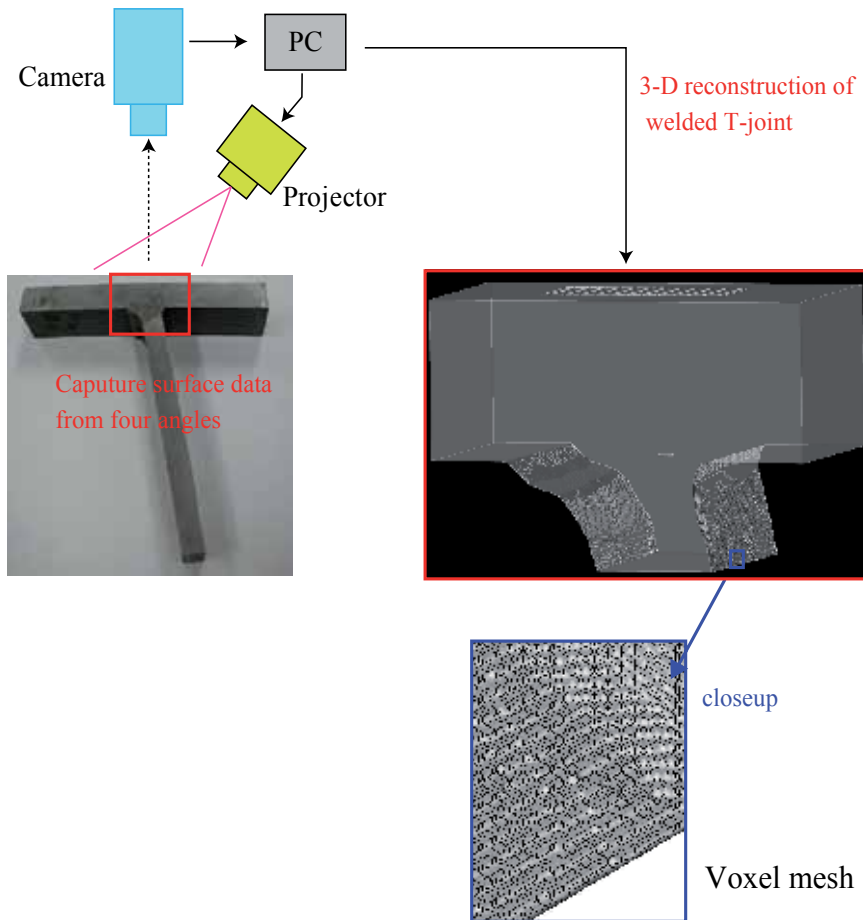 PC
Camera
3-D reconstruction of
welded T-joint
Projector
Caputure surface data
from four angles
closeup
Voxel mesh